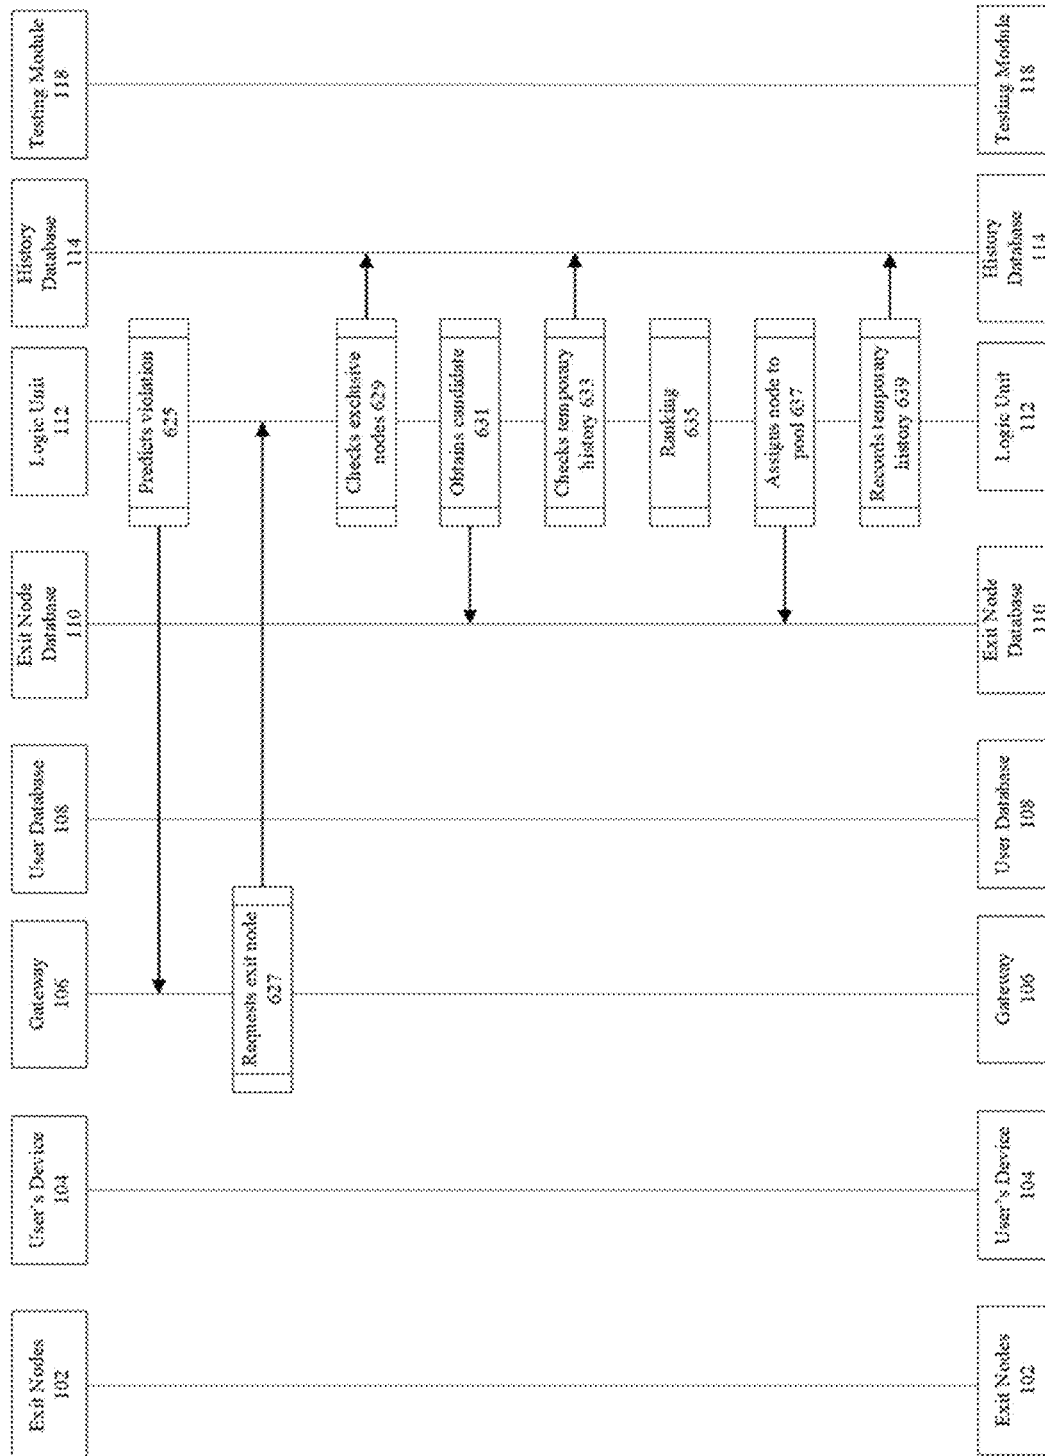 Exit Nodes
102
User's Device
104
Gateway
106
User Database
108
Exit Node
Database
110
Logic Unit
112
History
Database
114
Testing Module
118
Predicts violation
625
Requests exit node
627
Checks exclusive
nodes 629
Obtains candidate
631
Checks temporary
history 633
Ranking
635
Assigns node to
pool 637
Records temporary
history 639
Exit Nodes
102
User's Device
104
Gateway
106
User Database
108
Exit Node
Database
110
Logic Unit
112
History
Database
114
Testing Module
118